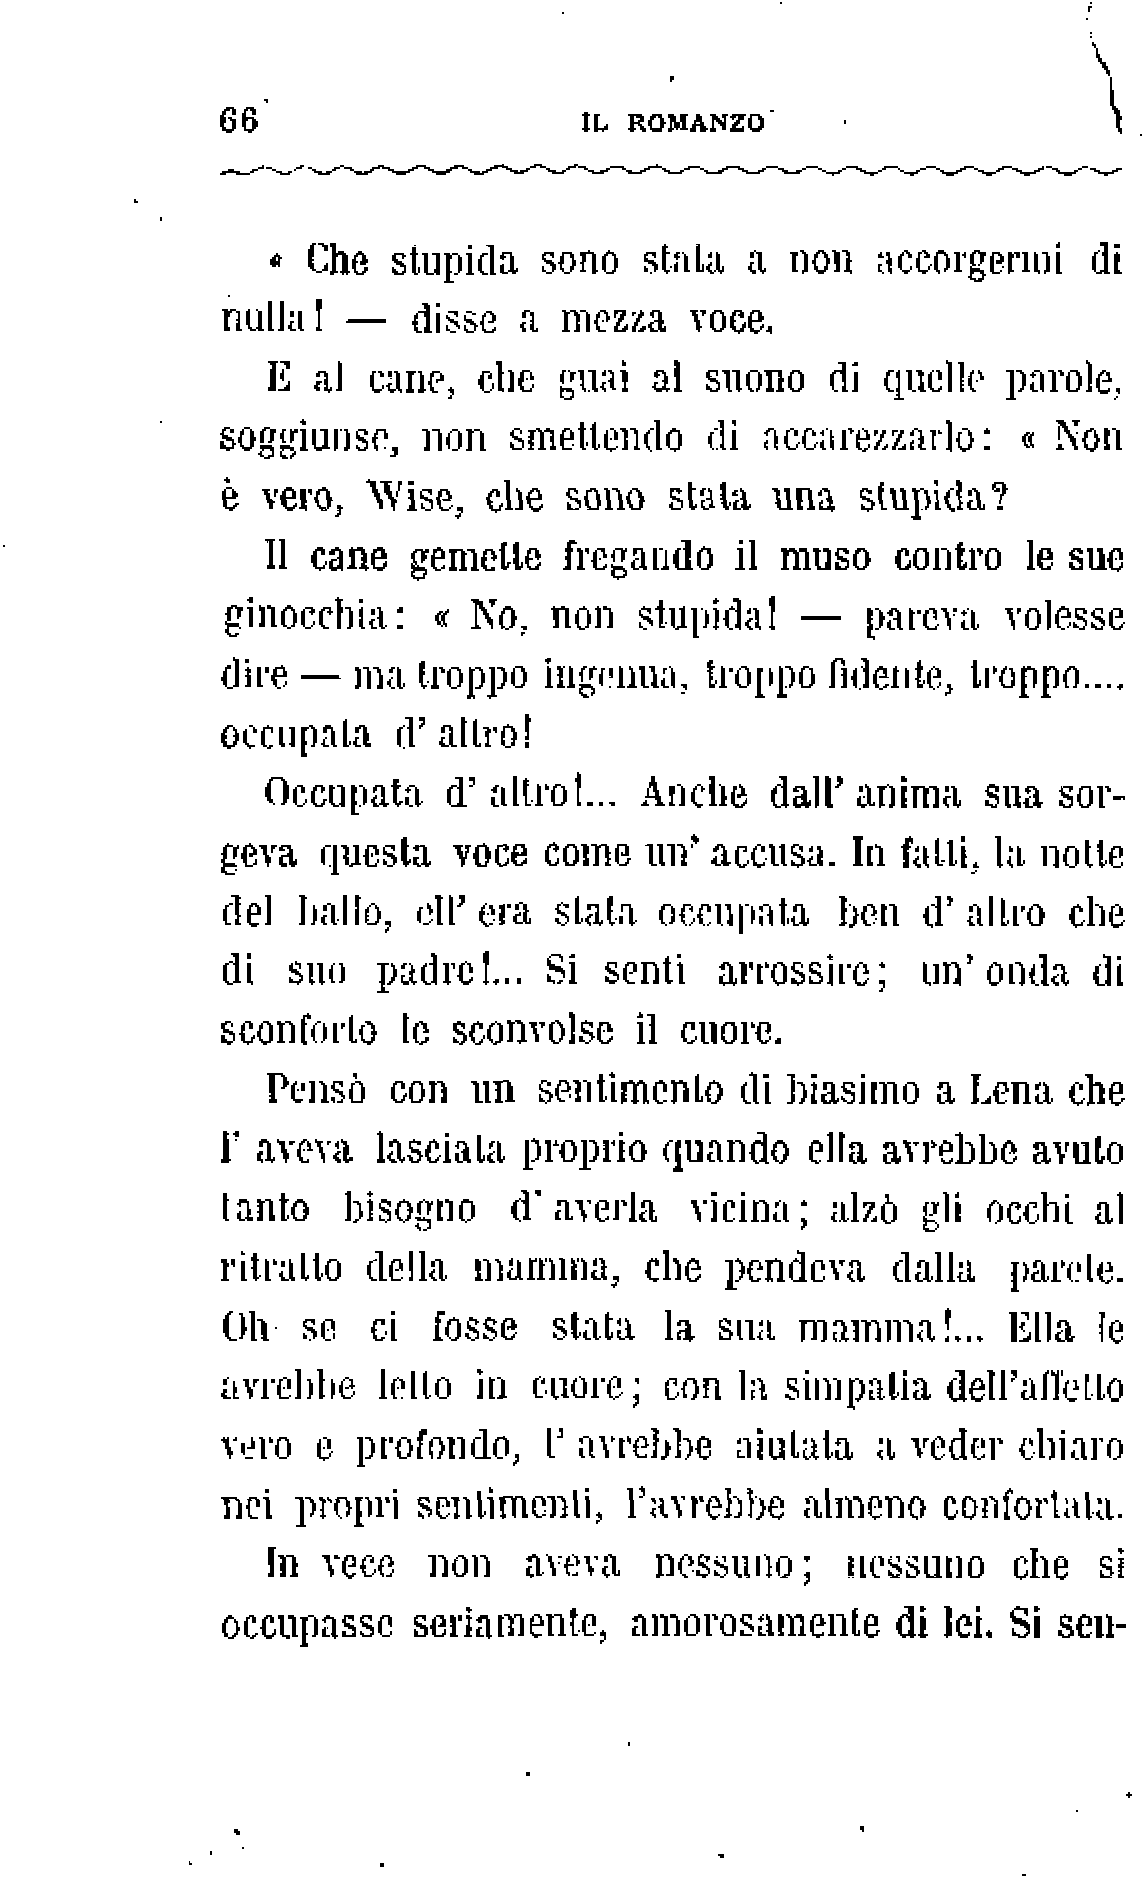 66 IL ROMANZO
« Che stupida sono stata a non accorgermi di
nulla! — disse a mezza voce.
E al cane, che guaì al suono di quelle parole,
soggiunse, non smettendo di accarezzarlo: « Non
è vero, Wise, che sono stata una stupida?
Il cane gemette fregando il muso contro le sue
ginocchia: « No, non stupida! — pareva volesse
dire — ma troppo ingenua, troppo fidente, troppo....
occupata d' altro!
Occupata d' altro!... Anche dall' anima sua sor-
geva questa voce come un' accusa. In fatti, la notte
del ballo, ell' era stata occupata ben d' altro che
di suo padre!... Si sentì arrossire; un' onda di
sconforto le sconvolse il cuore.
Pensò con un sentimento di biasimo a Lena che
l' aveva lasciata proprio quando ella avrebbe avuto
tanto bisogno d' averla vicina; alzò gli occhi al
ritratto della mamma, che pendeva dalla parete.
Oh se ci fosse stata la sua mamma!... Ella le
avrebbe letto in cuore; con la simpatia dell'affetto
vero e profondo, l' avrebbe aiutata a veder chiaro
nei propri sentimenti, l'avrebbe almeno confortata.
In vece non aveva nessuno; nessuno che si
occupasse seriamente, amorosamente di lei. Si sen-